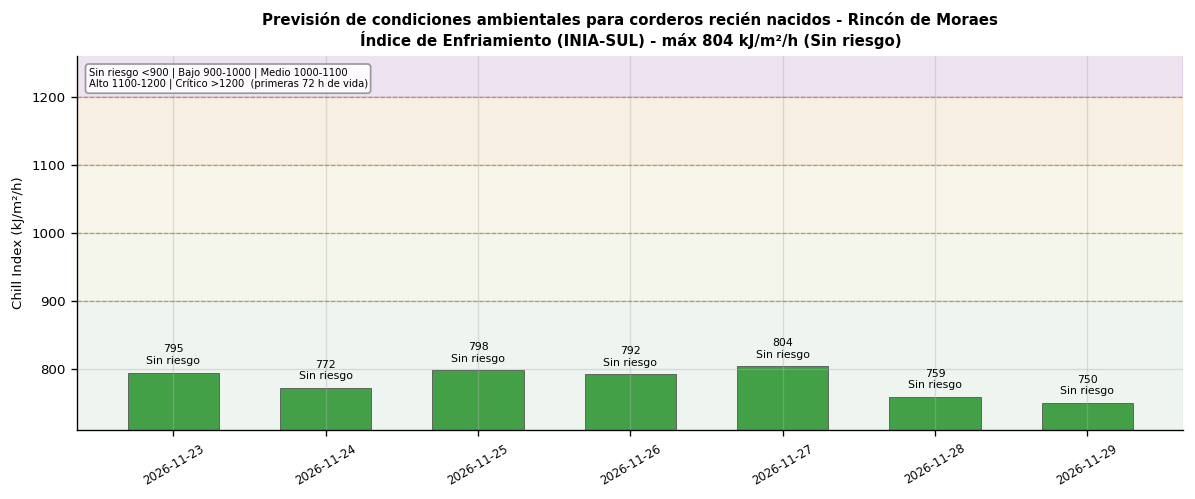 Previsión de condiciones ambientales para corderos recién nacidos - Rincón de Moraes
Índice de Enfriamiento (INIA-SUL) - máx 804 kJ/m²/h (Sin riesgo)
Sin riesgo <900 | Bajo 900-1000 | Medio 1000-1100
Alto 1100-1200 | Crítico >1200  (primeras 72 h de vida)
Chill Index (kJ/m²/h)
1200
1100
1000
900
800
795
Sin riesgo
772
Sin riesgo
798
Sin riesgo
792
Sin riesgo
804
Sin riesgo
759
Sin riesgo
750
Sin riesgo
2026-11-23
2026-11-24
2026-11-25
2026-11-26
2026-11-27
2026-11-28
2026-11-29